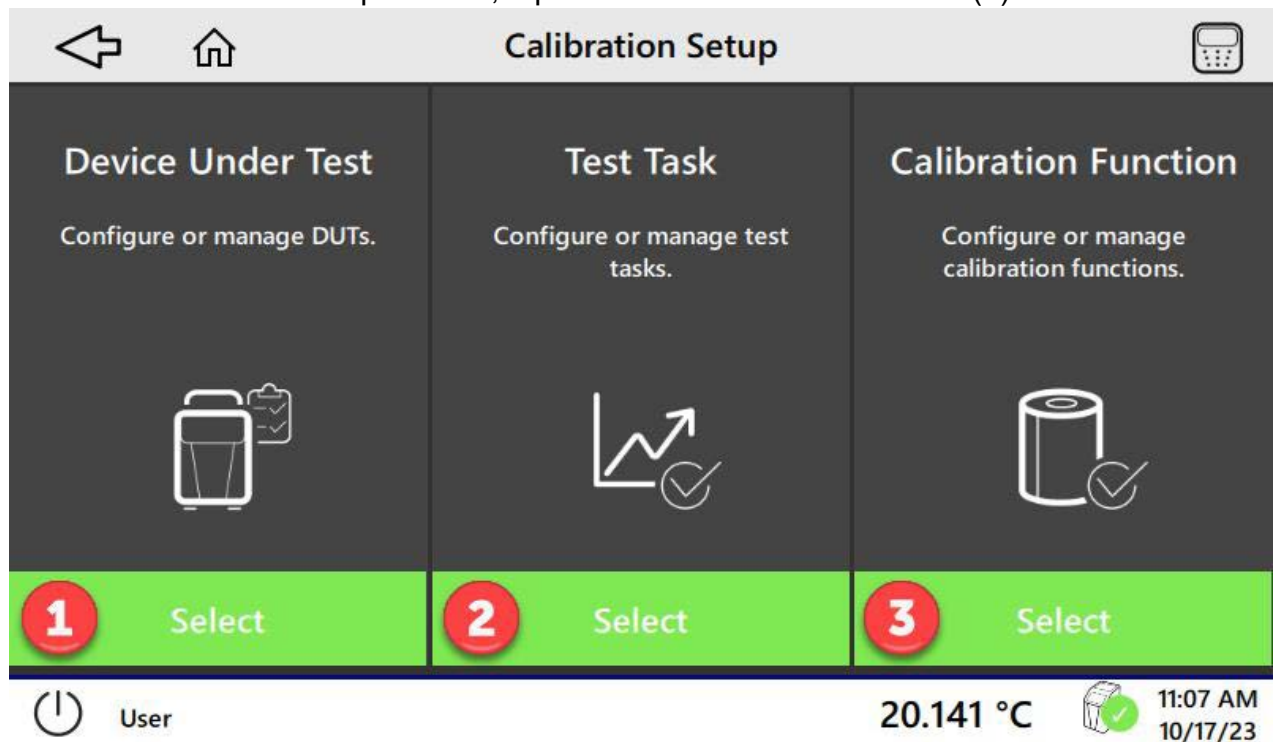 Calibration Setup
Device Under Test
Configure or manage DUTs.
Test Task
Configure or manage test
tasks.
Calibration Function
Configure or manage
calibration functions.
1 Select
2 Select
3 Select
User
20.141 °C
11:07 AM
10/17/23